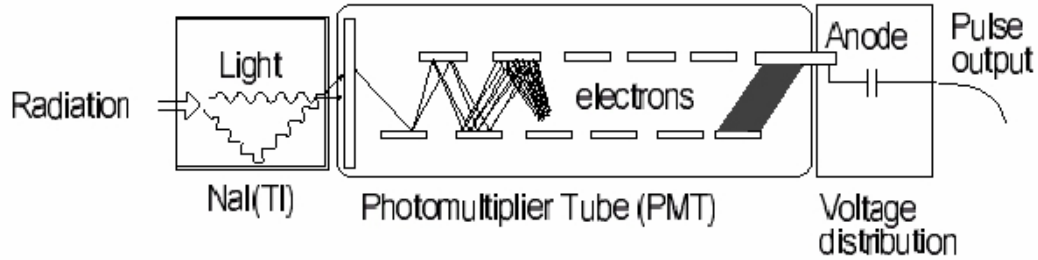 Radiation
Light
NaI(Tl)
electrons
Photomultiplier Tube (PMT)
Anode
Pulse
output
Voltage
distribution